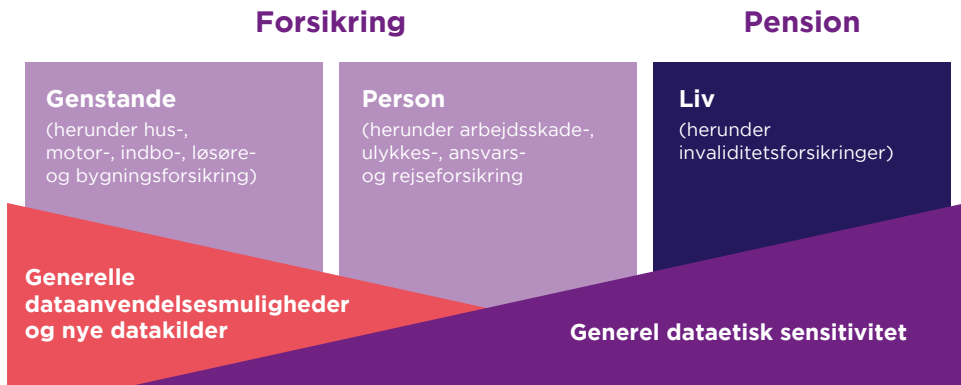 Forsikring
Pension
Genstande
(herunder hus-,
motor-, indbo-, løsøre-
og bygningsforsikring)
Person
(herunder arbejdsskade-,
ulykkes-, ansvars-
og rejseforsikring
Liv
(herunder
invaliditetsforsikringer)
Generelle
dataanvendelsesmuligheder
og nye datakilder
Generel dataetisk sensitivitet